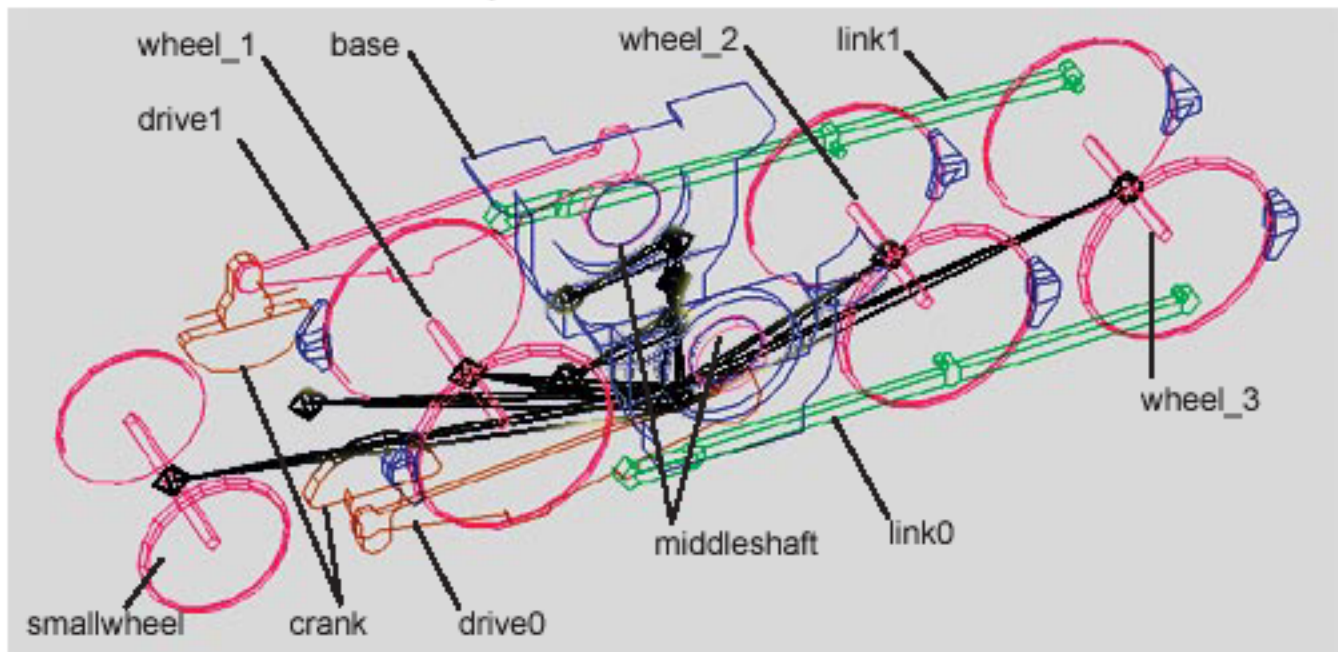 wheel_1
base
wheel_2
link1
drive1
wheel_3
middleshaft
link0
smallwheel
crank
drive0